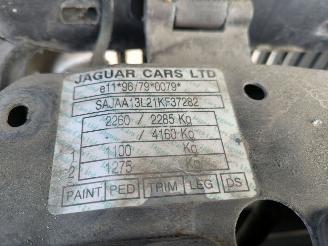 JAGUAR CARS LTD
e11*96/79*0079*
SAJAA13L21KF37282
2260 / 2285 Kg
/ 4160 Kg
1 1100 Kg
2 1275 Kg
PAINT PED TRIM LEG DS